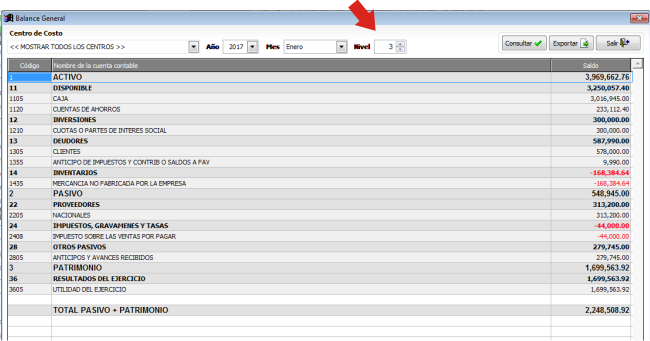 Balance General
Centro de Costo
<< MOSTRAR TODOS LOS CENTROS >> Año 2017 Mes Enero Nivel 3 Consultar Exportar Salir
Código Nombre de la cuenta contable Saldo
1 ACTIVO 3,969,662.76
11 DISPONIBLE 3,250,057.40
1105 CAJA 3,016,945.00
1120 CUENTAS DE AHORROS 233,112.40
12 INVERSIONES 300,000.00
1210 CUOTAS O PARTES DE INTERES SOCIAL 300,000.00
13 DEUDORES 587,990.00
1305 CLIENTES 578,000.00
1355 ANTICIPO DE IMPUESTOS Y CONTRIB O SALDOS A FAV 9,990.00
14 INVENTARIOS -168,384.64
1435 MERCANCIA NO FABRICADA POR LA EMPRESA -168,384.64
2 PASIVO 548,945.00
22 PROVEEDORES 313,200.00
2205 NACIONALES 313,200.00
24 IMPUESTOS, GRAVAMENES Y TASAS -44,000.00
2408 IMPUESTO SOBRE LAS VENTAS POR PAGAR -44,000.00
28 OTROS PASIVOS 279,745.00
2805 ANTICIPOS Y AVANCES RECIBIDOS 279,745.00
3 PATRIMONIO 1,699,563.92
36 RESULTADOS DEL EJERCICIO 1,699,563.92
3605 UTILIDAD DEL EJERCICIO 1,699,563.92
TOTAL PASIVO + PATRIMONIO 2,248,508.92